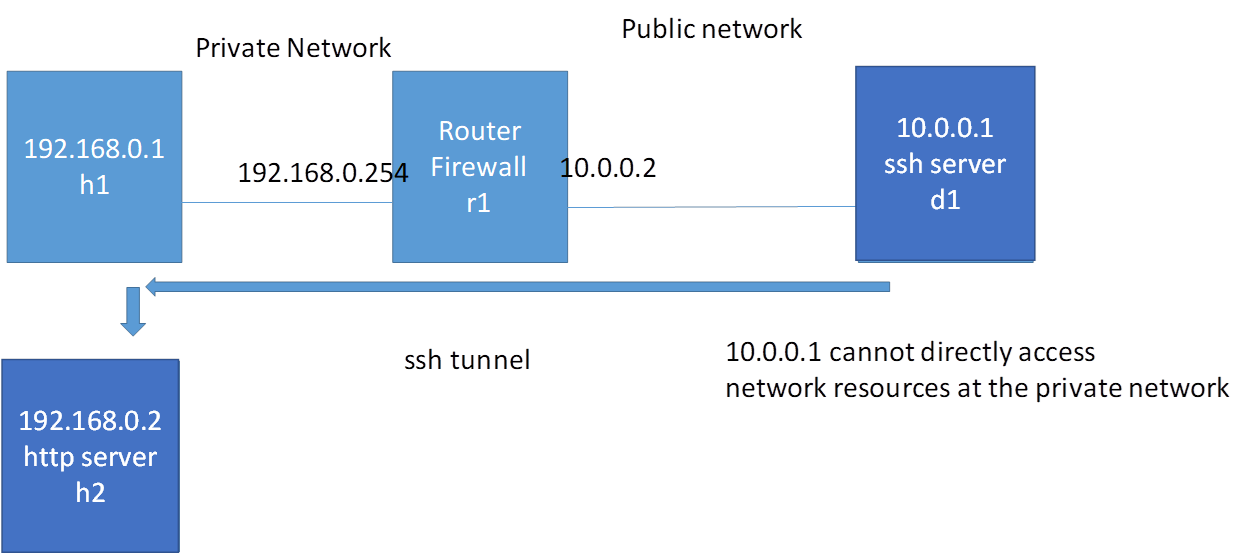 Private Network
Public network
192.168.0.1
h1
192.168.0.254
Router
Firewall
r1
10.0.0.2
10.0.0.1
ssh server
d1
ssh tunnel
10.0.0.1 cannot directly access
network resources at the private network
192.168.0.2
http server
h2